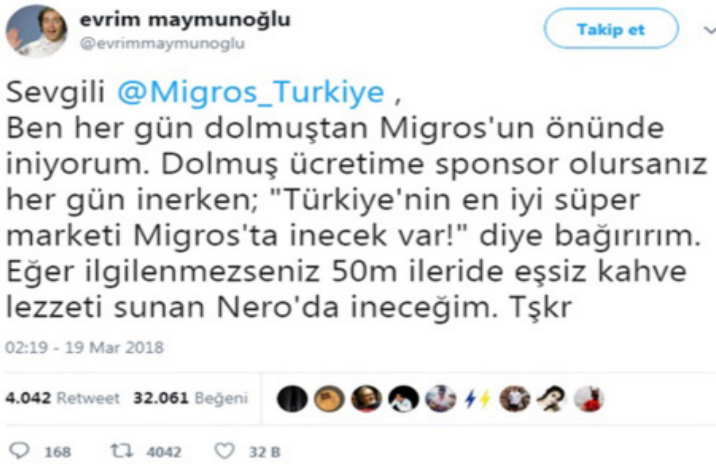 evrim maymunoğlu
@evrimmaymunoglu
Takip et
Sevgili @Migros_Turkiye ,
Ben her gün dolmuştan Migros'un önünde
iniyorum. Dolmuş ücretime sponsor olursanız
her gün inerken; "Türkiye'nin en iyi süper
marketi Migros'ta inecek var!" diye bağırırım.
Eğer ilgilenmezseniz 50m ileride eşsiz kahve
lezzeti sunan Nero'da ineceğim. Tşkr
02:19 - 19 Mar 2018
4.042 Retweet 32.061 Beğeni
168 4042 32 B